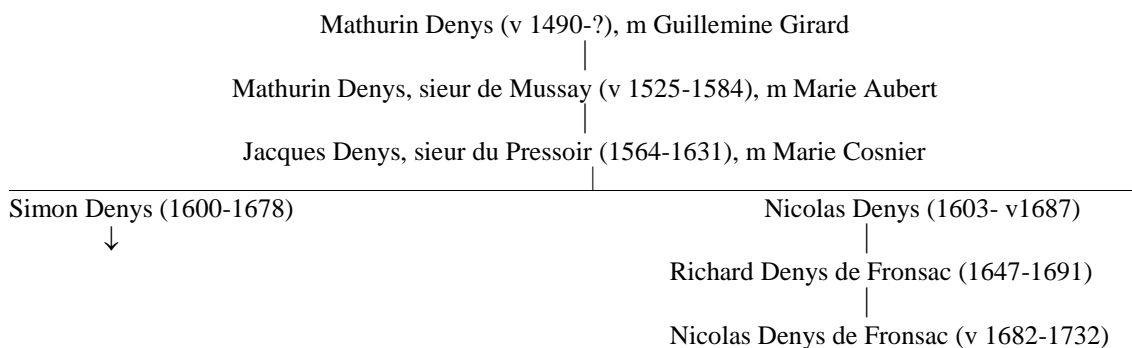 Mathurin Denys (v 1490-?), m Guillemine Girard
Mathurin Denys, sieur de Mussay (v 1525-1584), m Marie Aubert
Jacques Denys, sieur du Pressoir (1564-1631), m Marie Cosnier
Simon Denys (1600-1678) Nicolas Denys (1603- v1687)
Richard Denys de Fronsac (1647-1691)
Nicolas Denys de Fronsac (v 1682-1732)